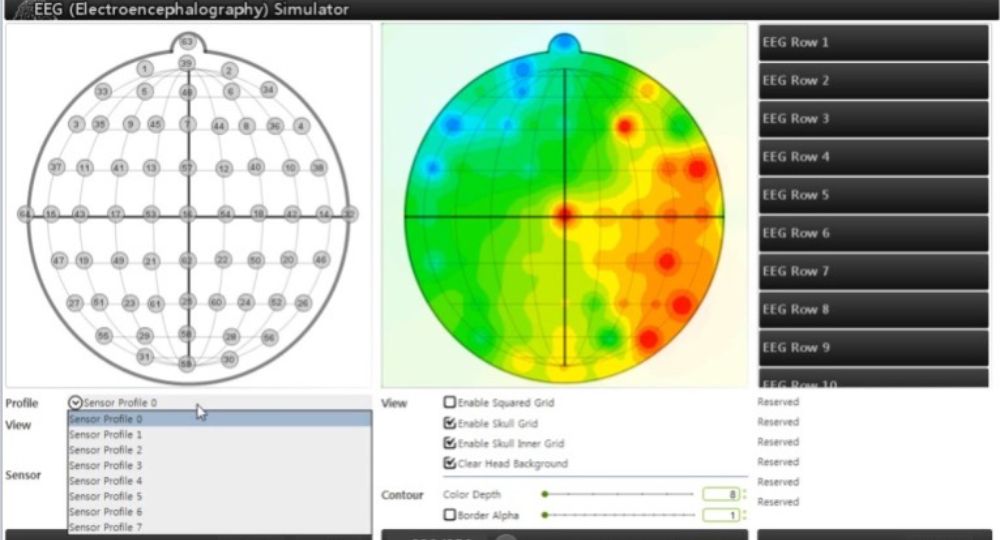 EEG (Electroencephalography) Simulator
63
39
1 2
33 5 48 6 34
3 35 9 45 7 44 8 36 4
37 11 41 13 57 12 40 10 38
64 15 43 17 53 16 54 18 42 14 32
47 19 49 21 62 22 50 20 46
27 51 23 61 25 60 24 52 26
55 29 58 28 56
31 59 30
EEG Row 1
EEG Row 2
EEG Row 3
EEG Row 4
EEG Row 5
EEG Row 6
EEG Row 7
EEG Row 8
EEG Row 9
EEG Row 10
Profile Sensor Profile 0
View
Sensor
Sensor Profile 0
Sensor Profile 1
Sensor Profile 2
Sensor Profile 3
Sensor Profile 4
Sensor Profile 5
Sensor Profile 6
Sensor Profile 7
View Enable Squared Grid
Enable Skull Grid
Enable Skull Inner Grid
Clear Head Background
Contour Color Depth 8
Border Alpha 1
Reserved
Reserved
Reserved
Reserved
Reserved
Reserved